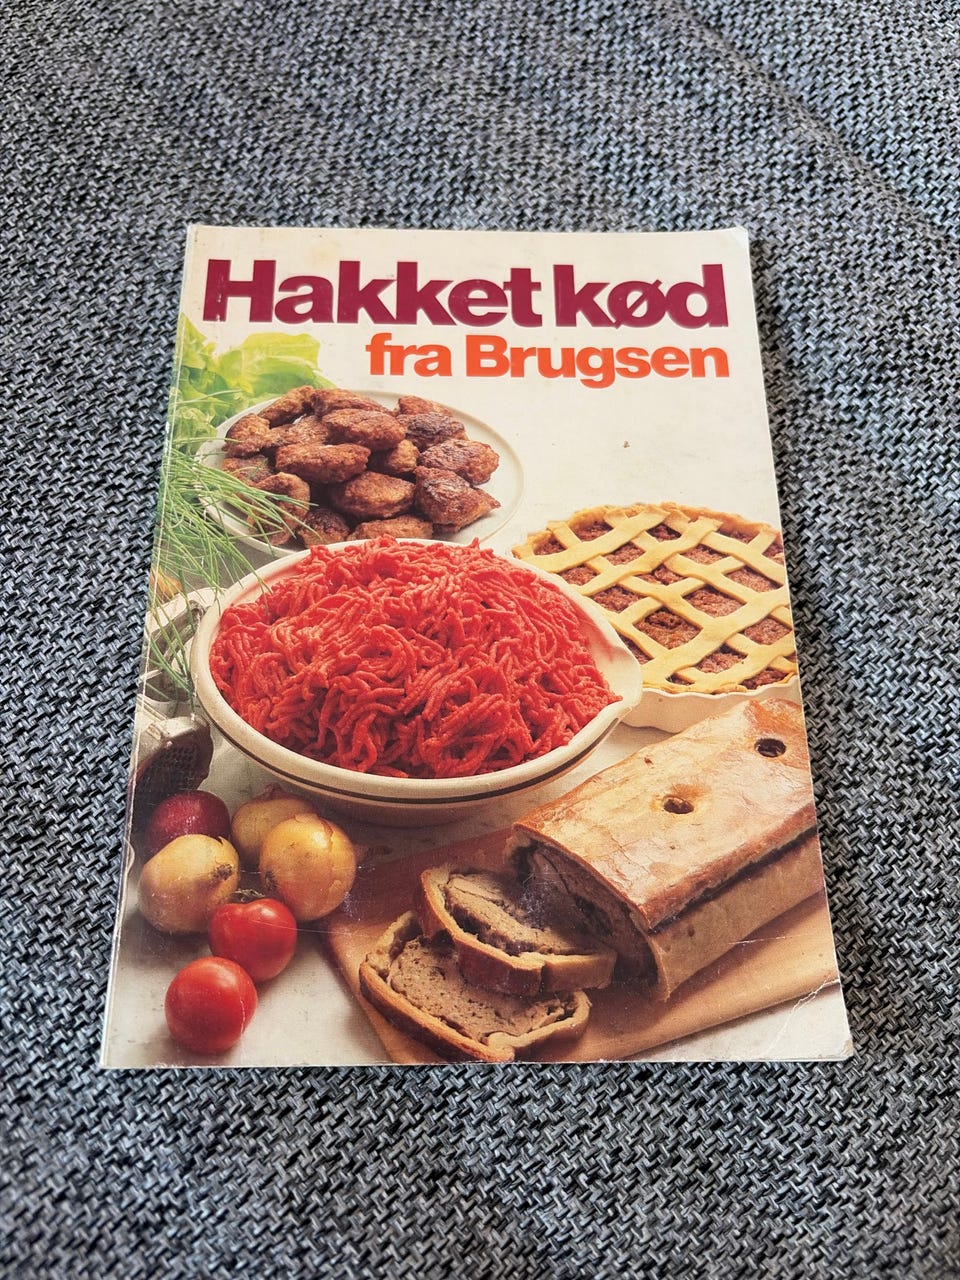 Hakket kød
fra Brugsen